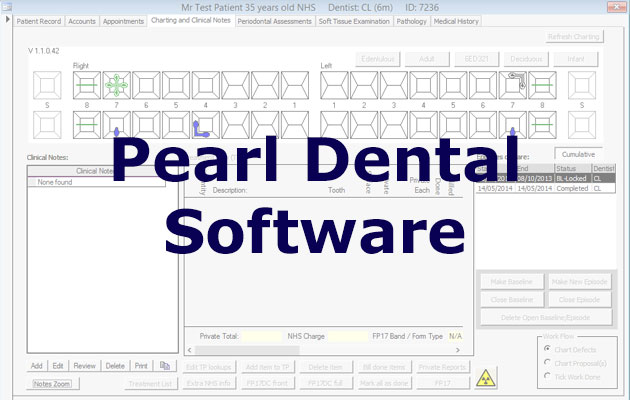 Mr Test Patient 35 years old NHS Dentist: CL (6m) ID: 7236
Patient Record Accounts Appointments Charting and Clinical Notes Periodontal Assessments Soft Tissue Examination Pathology Medical History
Refresh Charting
V 1.1.0.42
Right Left
Edentulous Adult BED321 Deciduous Infant
S 8 7 6 5 4 3 2 1 1 2 3 4 5 6 7 8 S
Pearl Dental
Software
Clinical Notes:
Cumulative
Clinical Notes
None found
Description: Tooth Each
End Status Dentist
08/10/2013 BL-Locked CL
14/05/2014 14/05/2014 Completed CL
Make Baseline Make New Episode
Close Baseline Close Episode
Delete Open Baseline/Episode
Private Total: NHS Charge FP17 Band / Form Type N/A
Work Flow
Chart Defects
Chart Proposal(s)
Tick Work Done
Add Edit Review Delete Print
Edit TP lookups Add item to TP Delete item Bill done items Private Reports
Notes Zoom Treatment List Extra NHS info FP17DC front FP17DC full Mark all as done FP17